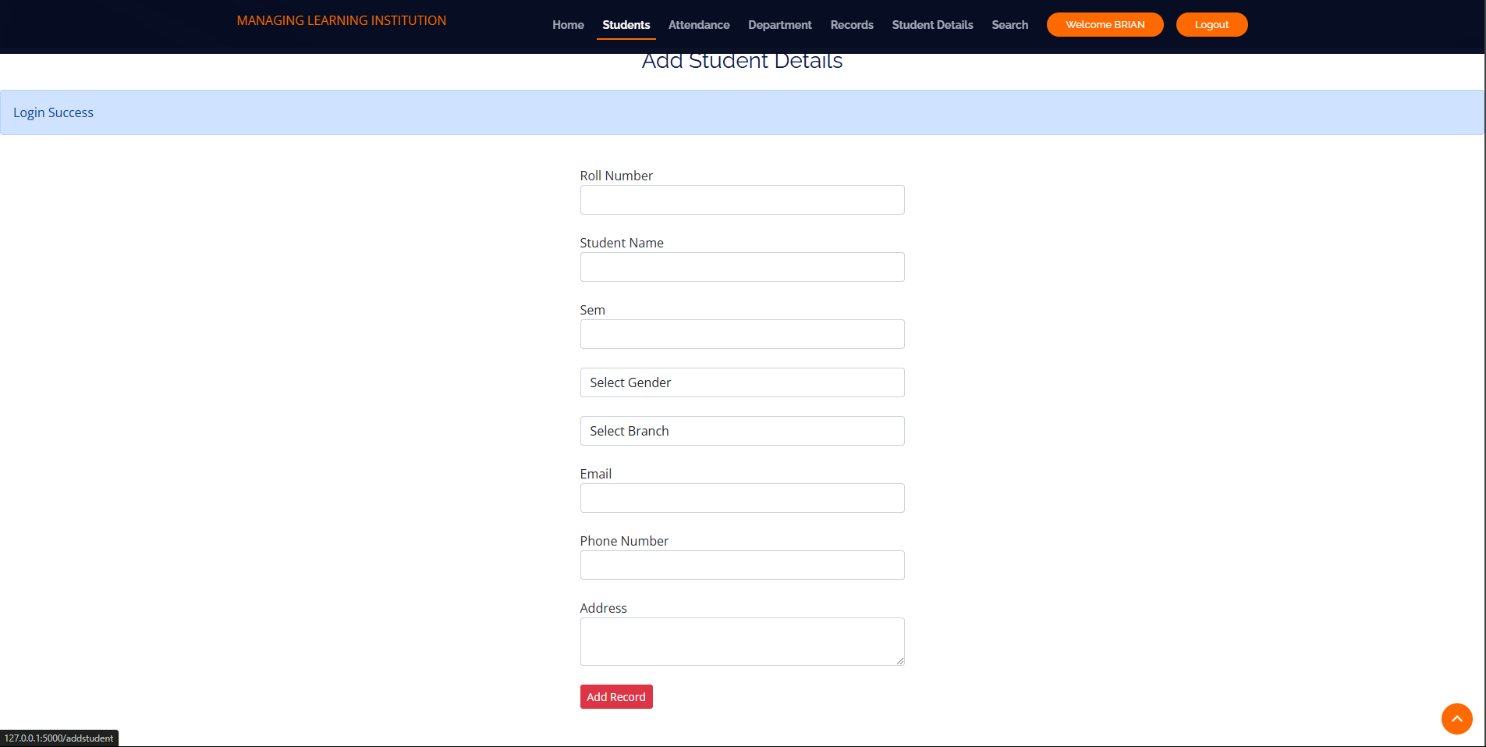 MANAGING LEARNING INSTITUTION
Home Students Attendance Department Records Student Details Search Welcome BRIAN Logout
Add Student Details
Login Success
Roll Number
Student Name
Sem
Select Gender
Select Branch
Email
Phone Number
Address
Add Record
127.0.0.1:5000/addstudent